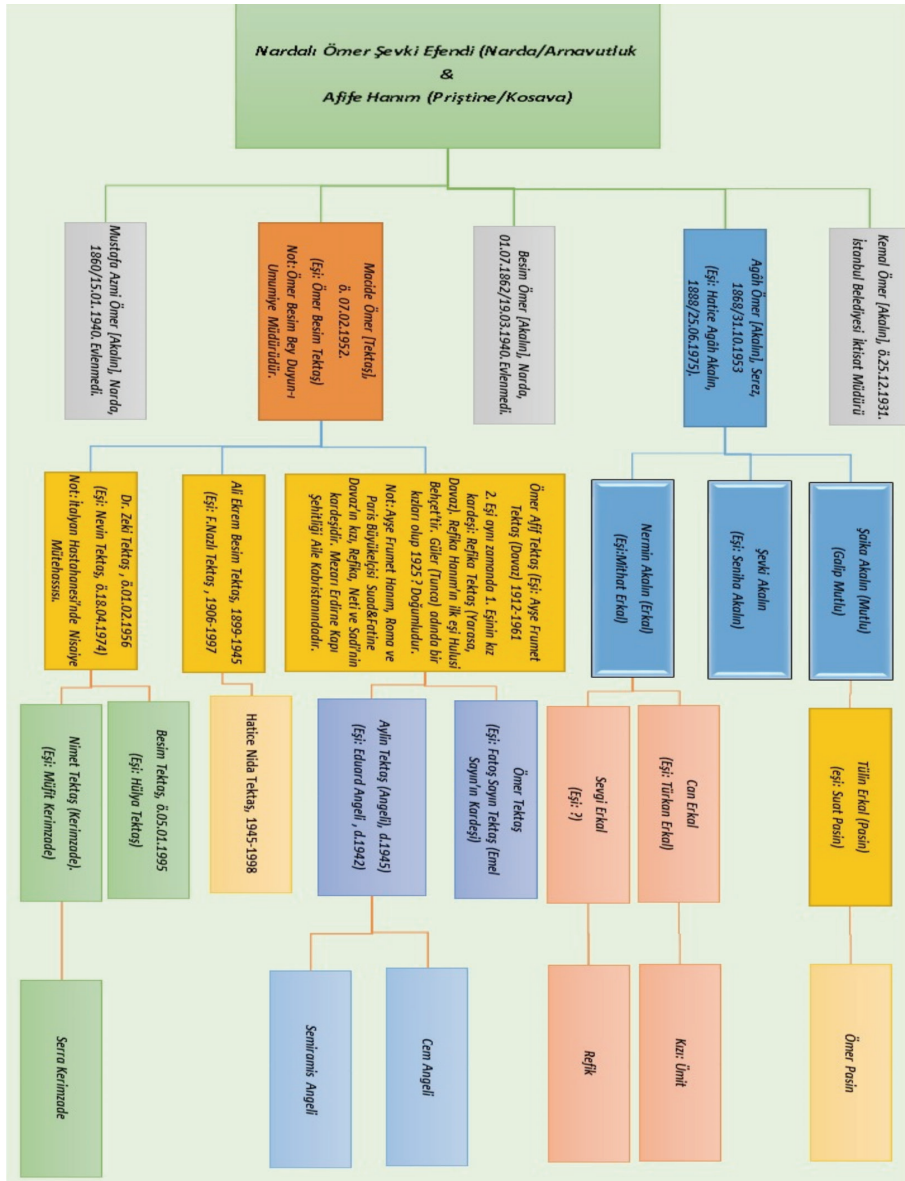 Nardalı Ömer Şevki Efendi (Narda/Arnavutluk
&
Afife Hanım (Priştine/Kosava)
Kemal Ömer [Akalın], ö.25.12.1931.
İstanbul Belediyesi İktisat Müdürü
Agâh Ömer [Akalın], Serez,
1868/31.10.1953
(Eşi: Hatice Agâh Akalın,
1888/25.06.1975).
Besim Ömer [Akalın], Narda,
01.07.1862/19.03.1940. Evlenmedi.
Macide Ömer [Tektaş],
ö. 07.02.1952.
(Eşi: Ömer Besim Tektaş)
Not: Ömer Besim Bey Duyun-ı
Umumiye Müdürüdür.
Mustafa Azmi Ömer [Akalın], Narda,
1860/15.01.1940. Evlenmedi.
Şaika Akalın (Mutlu)
(Galip Mutlu)
Şevki Akalın
(Eşi: Seniha Akalın)
Nermin Akalın (Erkal)
(Eşi:Mithat Erkal)
Ömer Afif Tektaş (Eşi: Ayşe Frumet
Tektaş [Davaz) 1912-1961
2. Eşi aynı zamanda 1. Eşinin kız
kardeşi: Refika Tektaş (Yarasa,
Davaz). Refika Hanım'ın ilk eşi Hulusi
Behçet'tir. Güler (Tunca) adında bir
kızları olup 1925 ? Doğumludur.
Not: Ayşe Frumet Hanım, Roma ve
Paris Büyükelçisi Suad&Fatine
Davaz'ın kızı, Refika, Neti ve Sadi'nin
kardeşidir. Mezarı Erdirne Kapı
Şehitliği Aile Kabristanındadır.
Ali Ekrem Besim Tektaş, 1899-1945
(Eşi: F.Nazlı Tektaş , 1906-1997
Dr. Zeki Tektaş , ö.01.02.1956
(Eşi: Nevin Tektaş, ö.18.04.1974)
Not: İtalyan Hastahanesi'nde Nisaiye
Mütehassısı.
Tülin Erkal (Pasin)
(eşi: Suat Pasin)
Can Erkal
(Eşi: Türkan Erkal)
Sevgi Erkal
(Eşi: ?)
Ömer Tektaş
(Eşi: Fatoş Sayın Tektaş (Emel
Sayın'ın Kardeşi)
Aylin Tektaş (Angeli), d.1945)
(Eşi: Eduard Angeli , d.1942)
Hatice Nida Tektaş, 1945-1998
Besim Tektaş, ö.05.01.1995
(Eşi: Hülya Tektaş)
Nimet Tektaş (Kerimzade).
(Eşi: Müfit Kerimzade)
Ömer Pasin
Kızı: Ümit
Refik
Cem Angeli
Semiramis Angeli
Serra Kerimzade